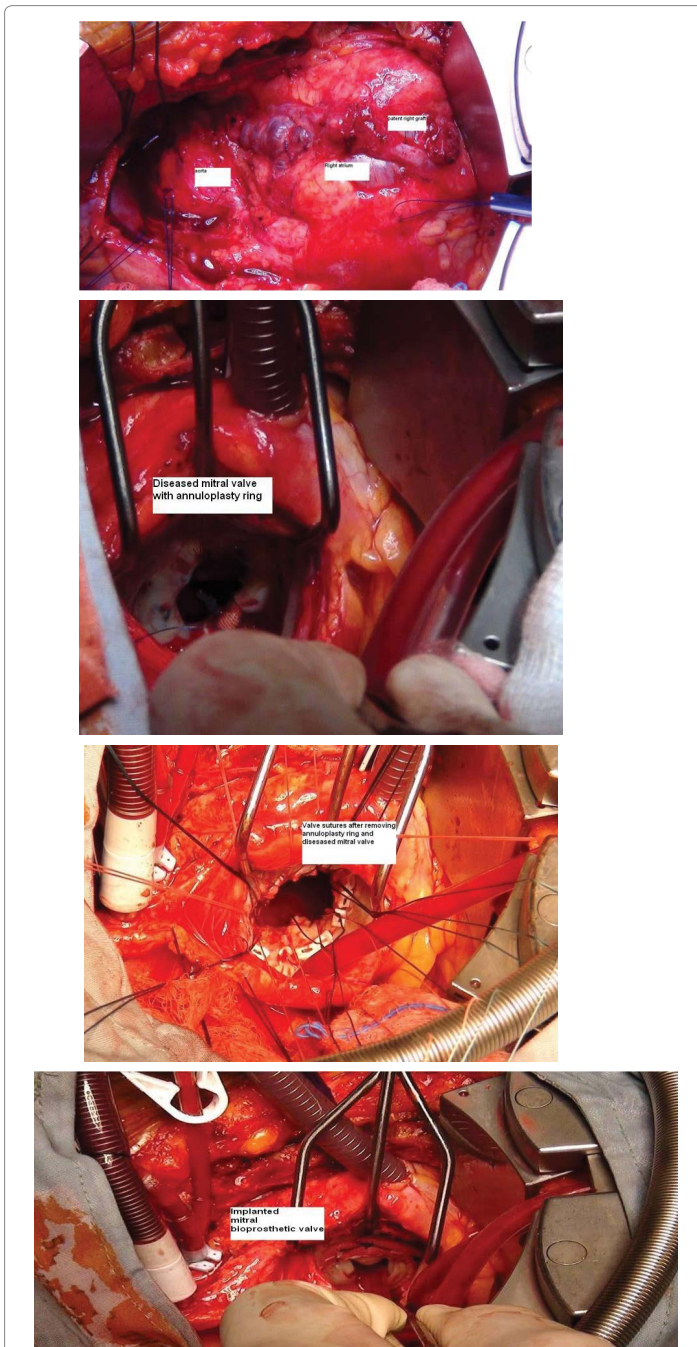 patent right graft
Right atrium
aorta
Diseased mitral valve
with annuloplasty ring
Valve sutures after removing
annuloplasty ring and
disesased mitral valve
Implanted
mitral
bioprosthetic valve